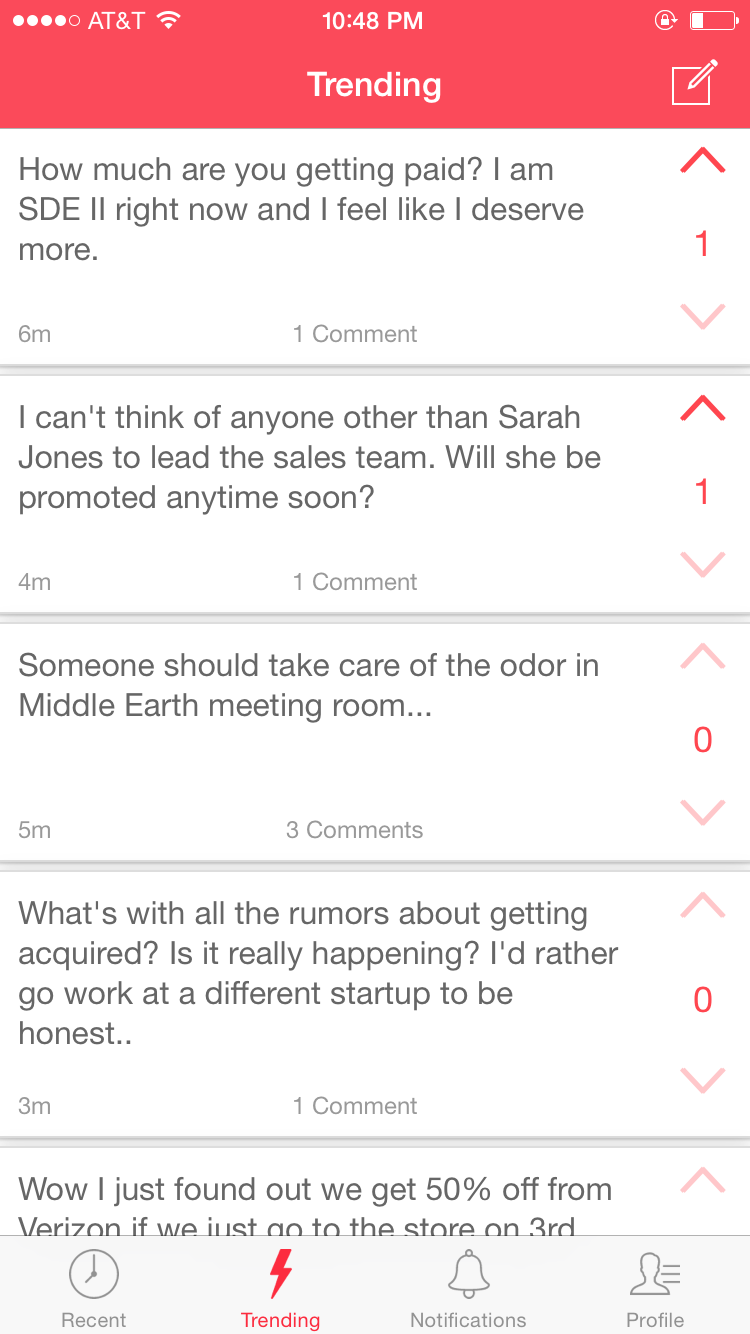 AT&T 10:48 PM
Trending
How much are you getting paid? I am
SDE II right now and I feel like I deserve
more.
1
6m 1 Comment
I can't think of anyone other than Sarah
Jones to lead the sales team. Will she be
promoted anytime soon?
1
4m 1 Comment
Someone should take care of the odor in
Middle Earth meeting room...
0
5m 3 Comments
What's with all the rumors about getting
acquired? Is it really happening? I'd rather
go work at a different startup to be
honest..
0
3m 1 Comment
Wow I just found out we get 50% off from
Verizon if we just go to the store on 3rd
Recent Trending Notifications Profile